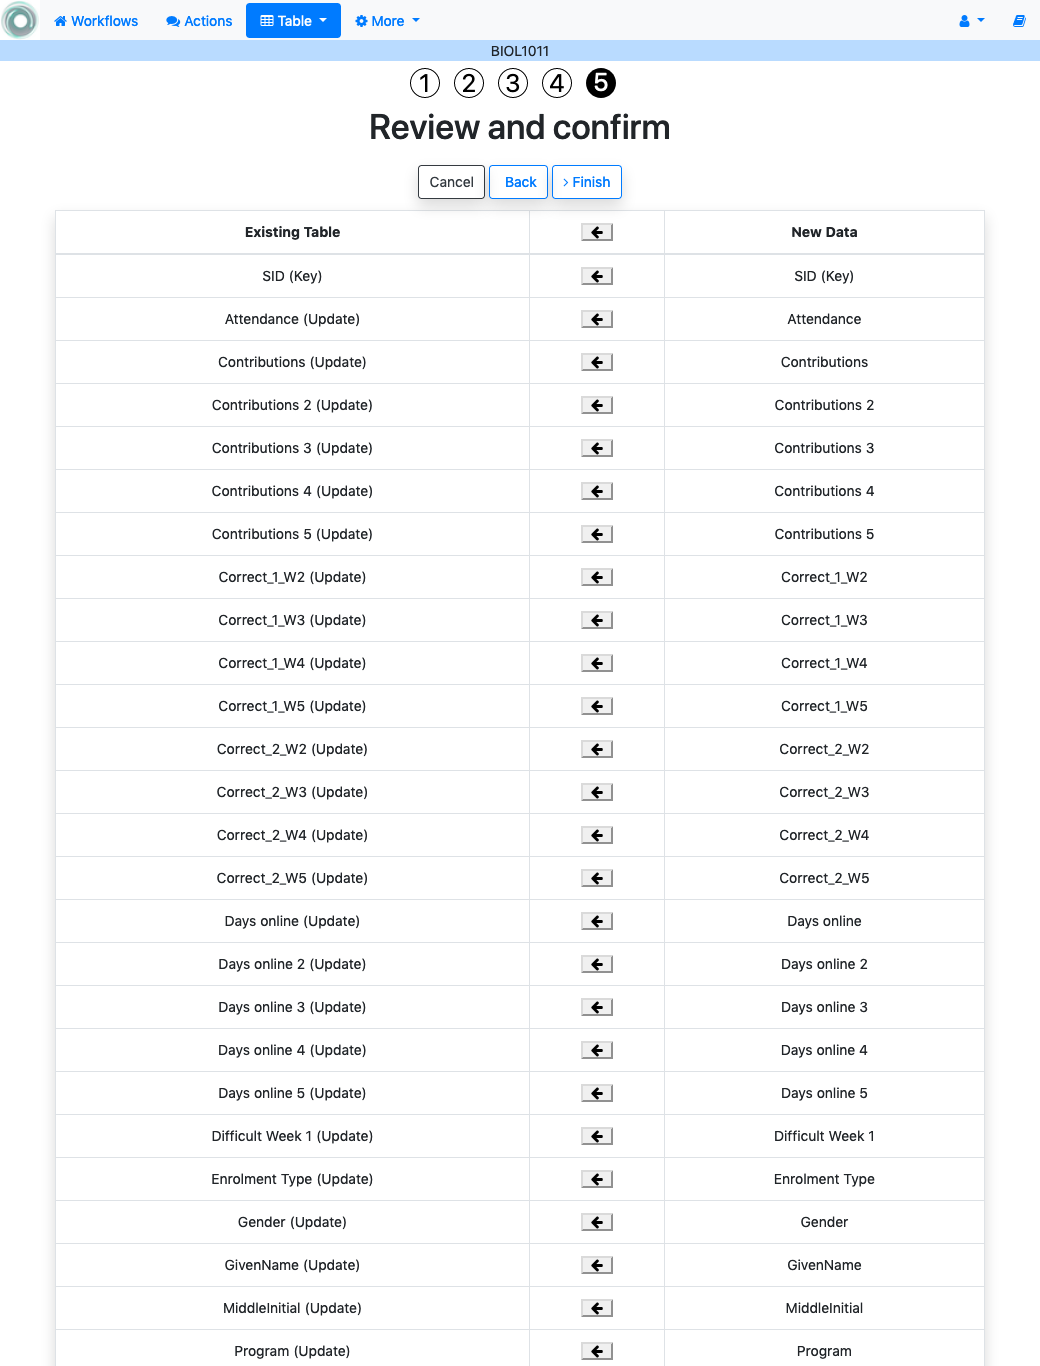 Workflows Actions Table More
BIOL1011
1 2 3 4 5
Review and confirm
Cancel Back Finish
Existing Table New Data
SID (Key) SID (Key)
Attendance (Update) Attendance
Contributions (Update) Contributions
Contributions 2 (Update) Contributions 2
Contributions 3 (Update) Contributions 3
Contributions 4 (Update) Contributions 4
Contributions 5 (Update) Contributions 5
Correct_1_W2 (Update) Correct_1_W2
Correct_1_W3 (Update) Correct_1_W3
Correct_1_W4 (Update) Correct_1_W4
Correct_1_W5 (Update) Correct_1_W5
Correct_2_W2 (Update) Correct_2_W2
Correct_2_W3 (Update) Correct_2_W3
Correct_2_W4 (Update) Correct_2_W4
Correct_2_W5 (Update) Correct_2_W5
Days online (Update) Days online
Days online 2 (Update) Days online 2
Days online 3 (Update) Days online 3
Days online 4 (Update) Days online 4
Days online 5 (Update) Days online 5
Difficult Week 1 (Update) Difficult Week 1
Enrolment Type (Update) Enrolment Type
Gender (Update) Gender
GivenName (Update) GivenName
MiddleInitial (Update) MiddleInitial
Program (Update) Program